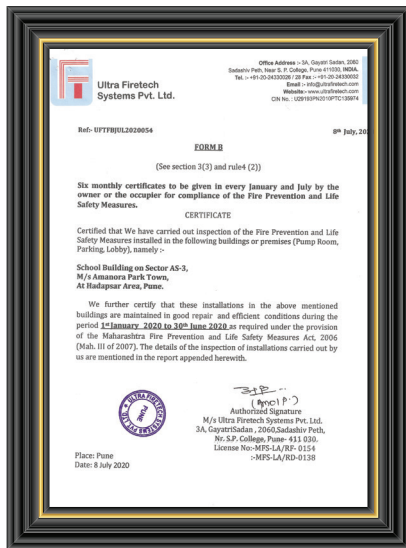 Ultra Firetech
Systems Pvt. Ltd.
Office Address :- 3A, Gayatri Sadan, 2060
Sadashiv Peth, Near S. P. College, Pune 411030, INDIA.
Tel. :- +91-20-24330026 / 28 Fax :- +91-20-24330032
Email :- info@ultrafiretech.com
Website:- www.ultrafiretech.com
CIN No. : U29193PN2010PTC135974
Ref:- UFTFBJUL2020054
8th July, 202
FORM B
(See section 3(3) and rule4 (2))
Six monthly certificates to be given in every January and July by the
owner or the occupier for compliance of the Fire Prevention and Life
Safety Measures.
CERTIFICATE
Certified that We have carried out inspection of the Fire Prevention and Life
Safety Measures installed in the following buildings or premises (Pump Room,
Parking, Lobby), namely :-
School Building on Sector AS-3,
M/s Amanora Park Town,
At Hadapsar Area, Pune.
We further certify that these installations in the above mentioned
buildings are maintained in good repair and efficient conditions during the
period 1st January 2020 to 30th June 2020 as required under the provision
of the Maharashtra Fire Prevention and Life Safety Measures Act, 2006
(Mah. III of 2007). The details of the inspection of installations carried out by
us are mentioned in the report appended herewith.
ULTRA FIRETECH SYSTEMS PVT. LTD.
PUNE
(Amol P.)
Authorized Signature
M/s Ultra Firetech Systems Pvt. Ltd.
3A, GayatriSadan , 2060,Sadashiv Peth,
Nr. S.P. College, Pune- 411 030.
License No:-MFS-LA/RF- 0154
:-MFS-LA/RD-0138
Place: Pune
Date: 8 July 2020